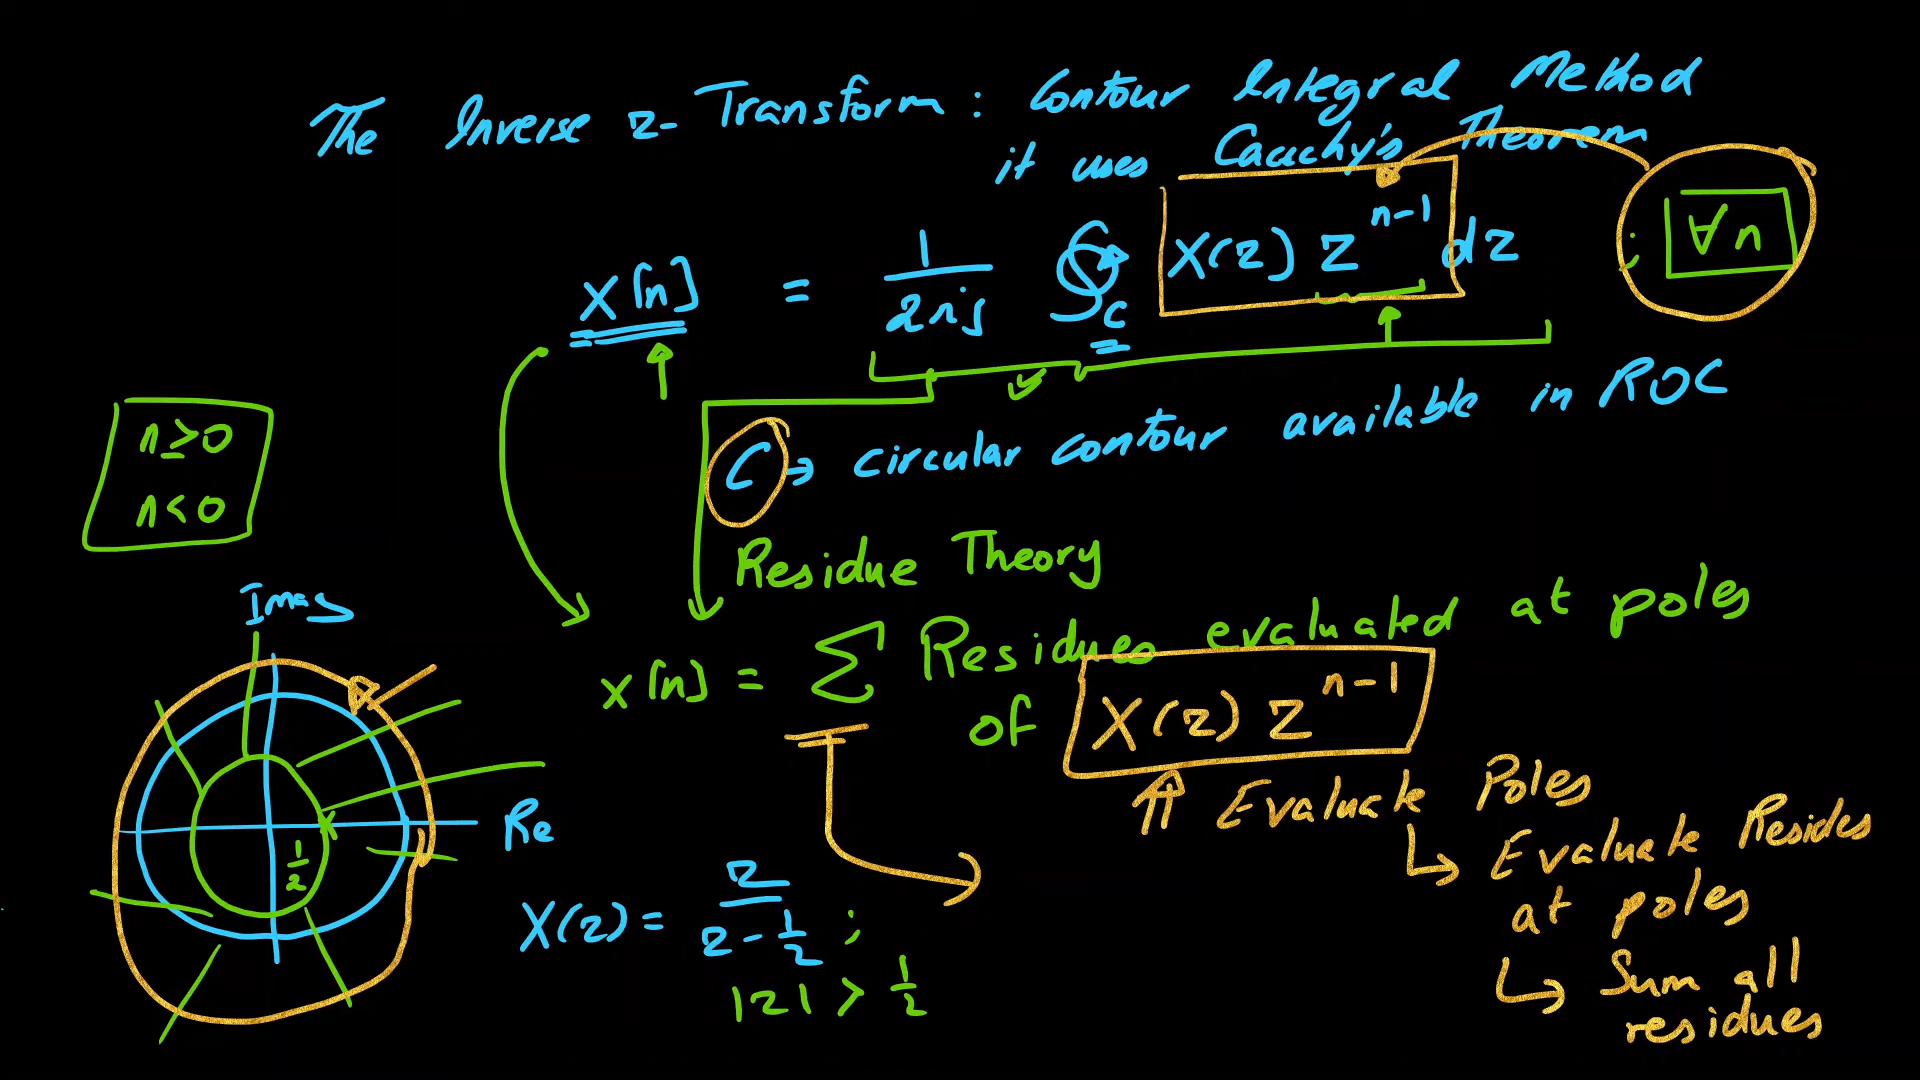 The Inverse z-Transform: Contour Integral Method
it uses Cauchy's Theorem
x[n] = 1/2πj ∮_C X(z) z^{n-1} dz ; ∀n
C → circular contour available in ROC
n≥0
n<0
Residue Theory
x[n] = Σ Residues evaluated at poles
of X(z) z^{n-1}
Imag
Re
1/2
⇑ Evaluate Poles
↳ Evaluate Resides
at poles
↳ Sum all
residues
X(z) = z/(z - 1/2) ;
|z| > 1/2